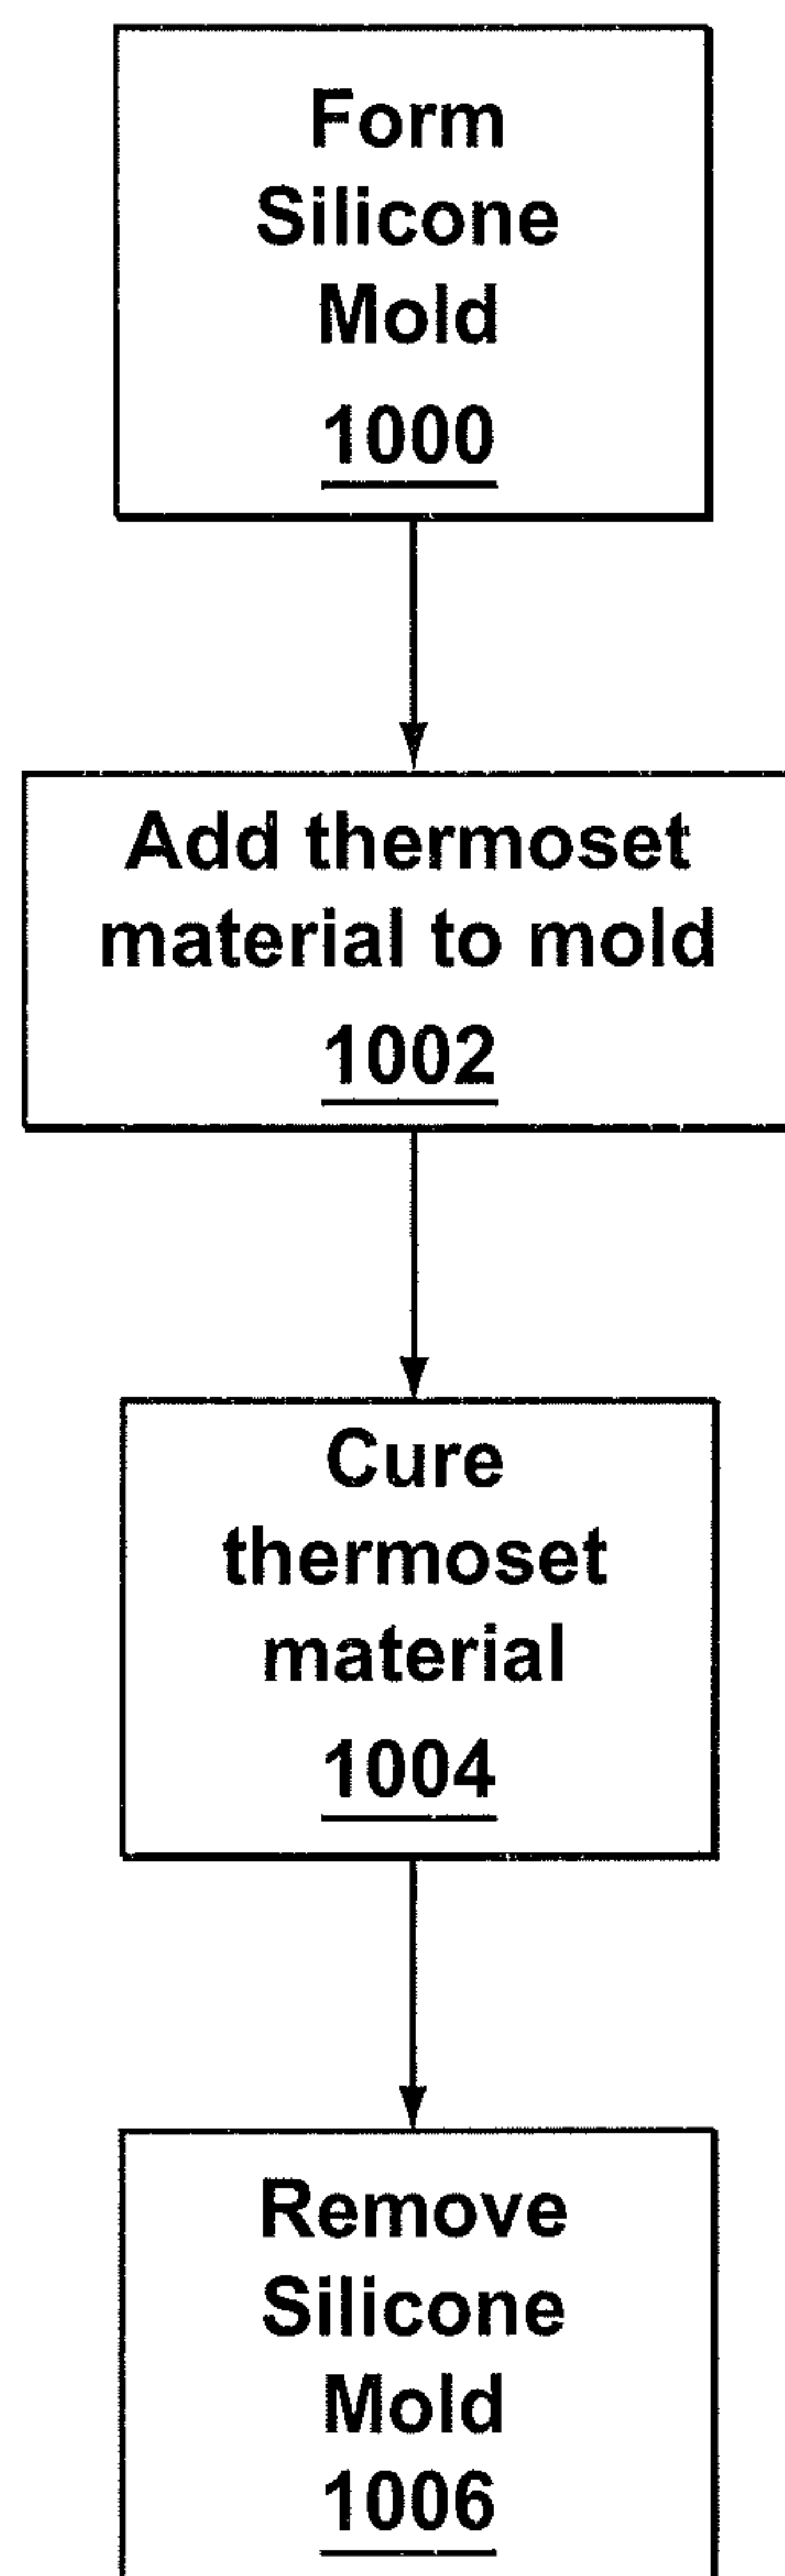 Form
Silicone
Mold
1000
Add thermoset
material to mold
1002
Cure
thermoset
material
1004
Remove
Silicone
Mold
1006